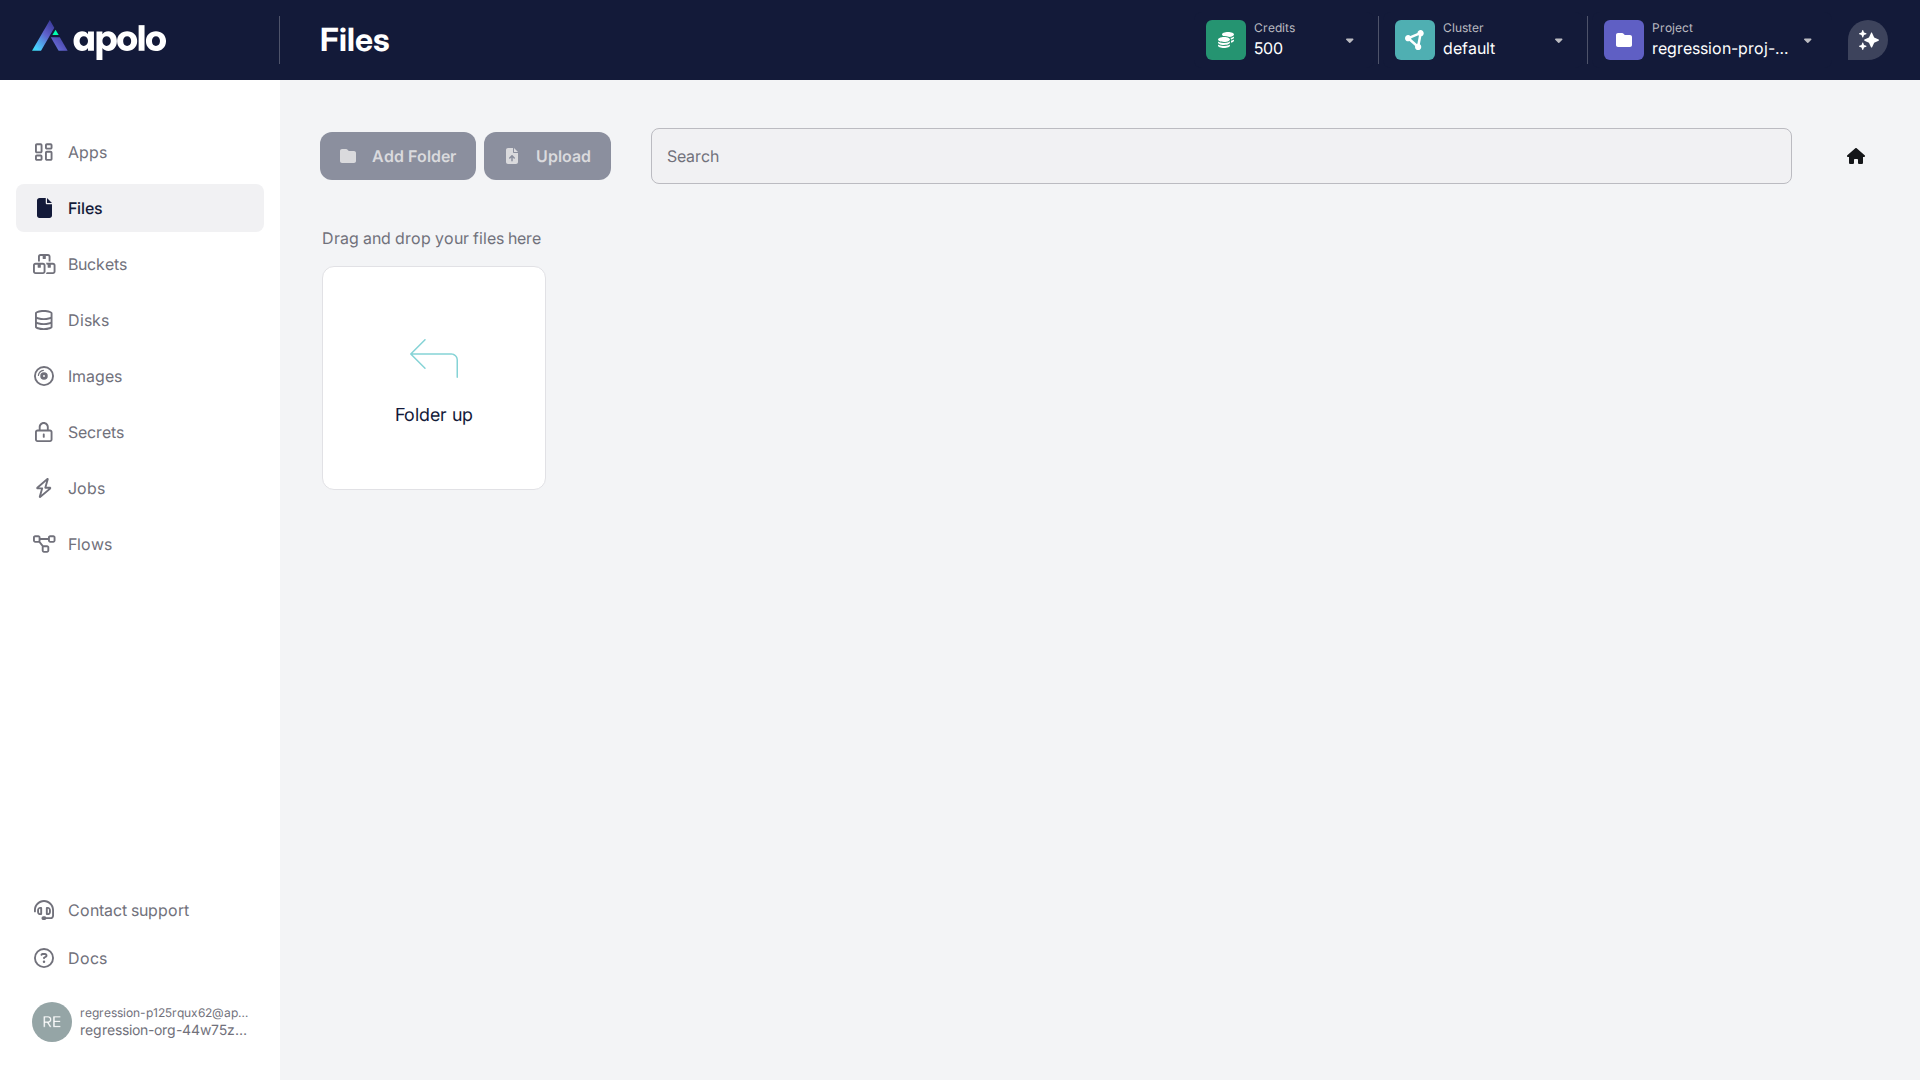 apolo
Files
Credits
500
Cluster
default
Project
regression-proj-...
Apps
Files
Buckets
Disks
Images
Secrets
Jobs
Flows
Add Folder
Upload
Search
Drag and drop your files here
Folder up
Contact support
Docs
RE
regression-p125rqux62@ap...
regression-org-44w75z...